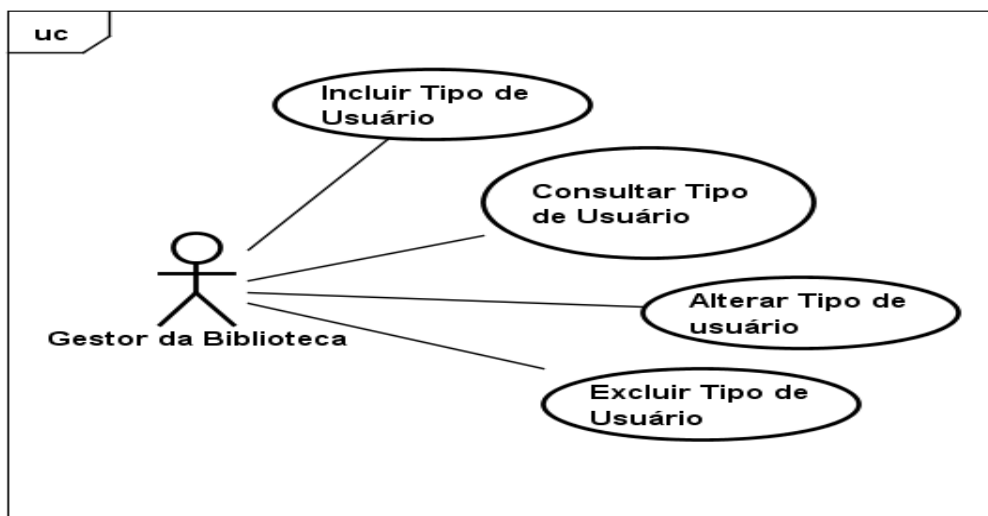 uc
Incluir Tipo de
Usuário
Consultar Tipo
de Usuário
Alterar Tipo de
usuário
Gestor da Biblioteca
Excluir Tipo de
Usuário